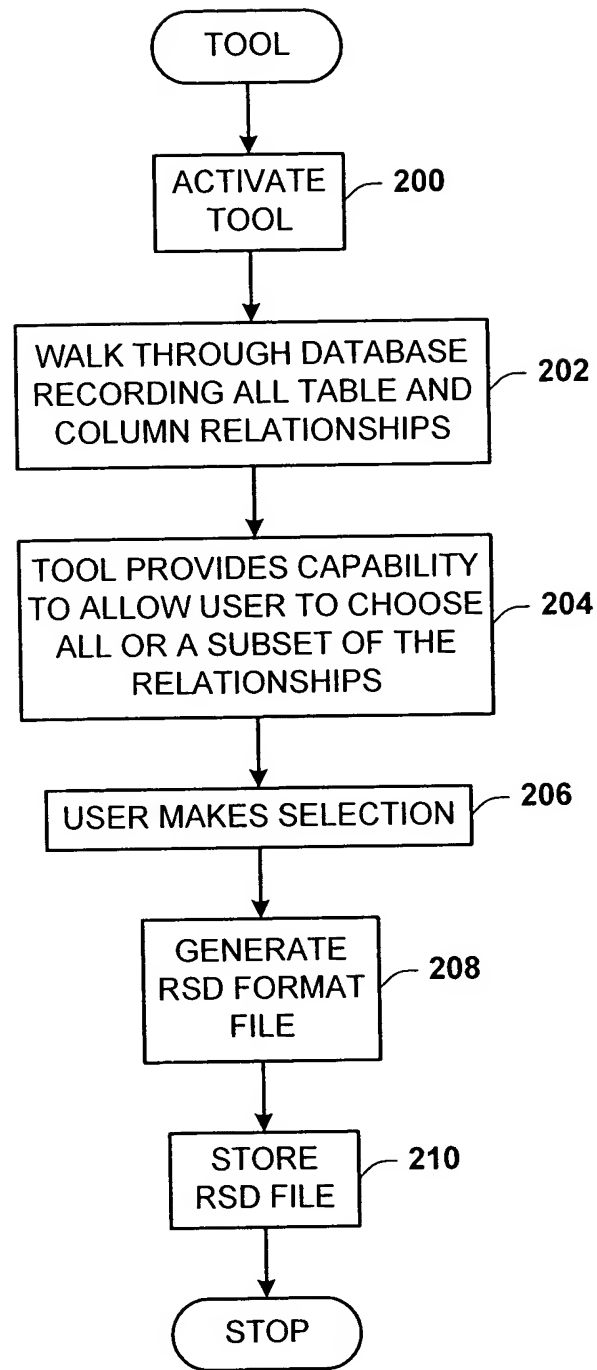 TOOL
ACTIVATE
TOOL
200
WALK THROUGH DATABASE
RECORDING ALL TABLE AND
COLUMN RELATIONSHIPS
202
TOOL PROVIDES CAPABILITY
TO ALLOW USER TO CHOOSE
ALL OR A SUBSET OF THE
RELATIONSHIPS
204
USER MAKES SELECTION
206
GENERATE
RSD FORMAT
FILE
208
STORE
RSD FILE
210
STOP